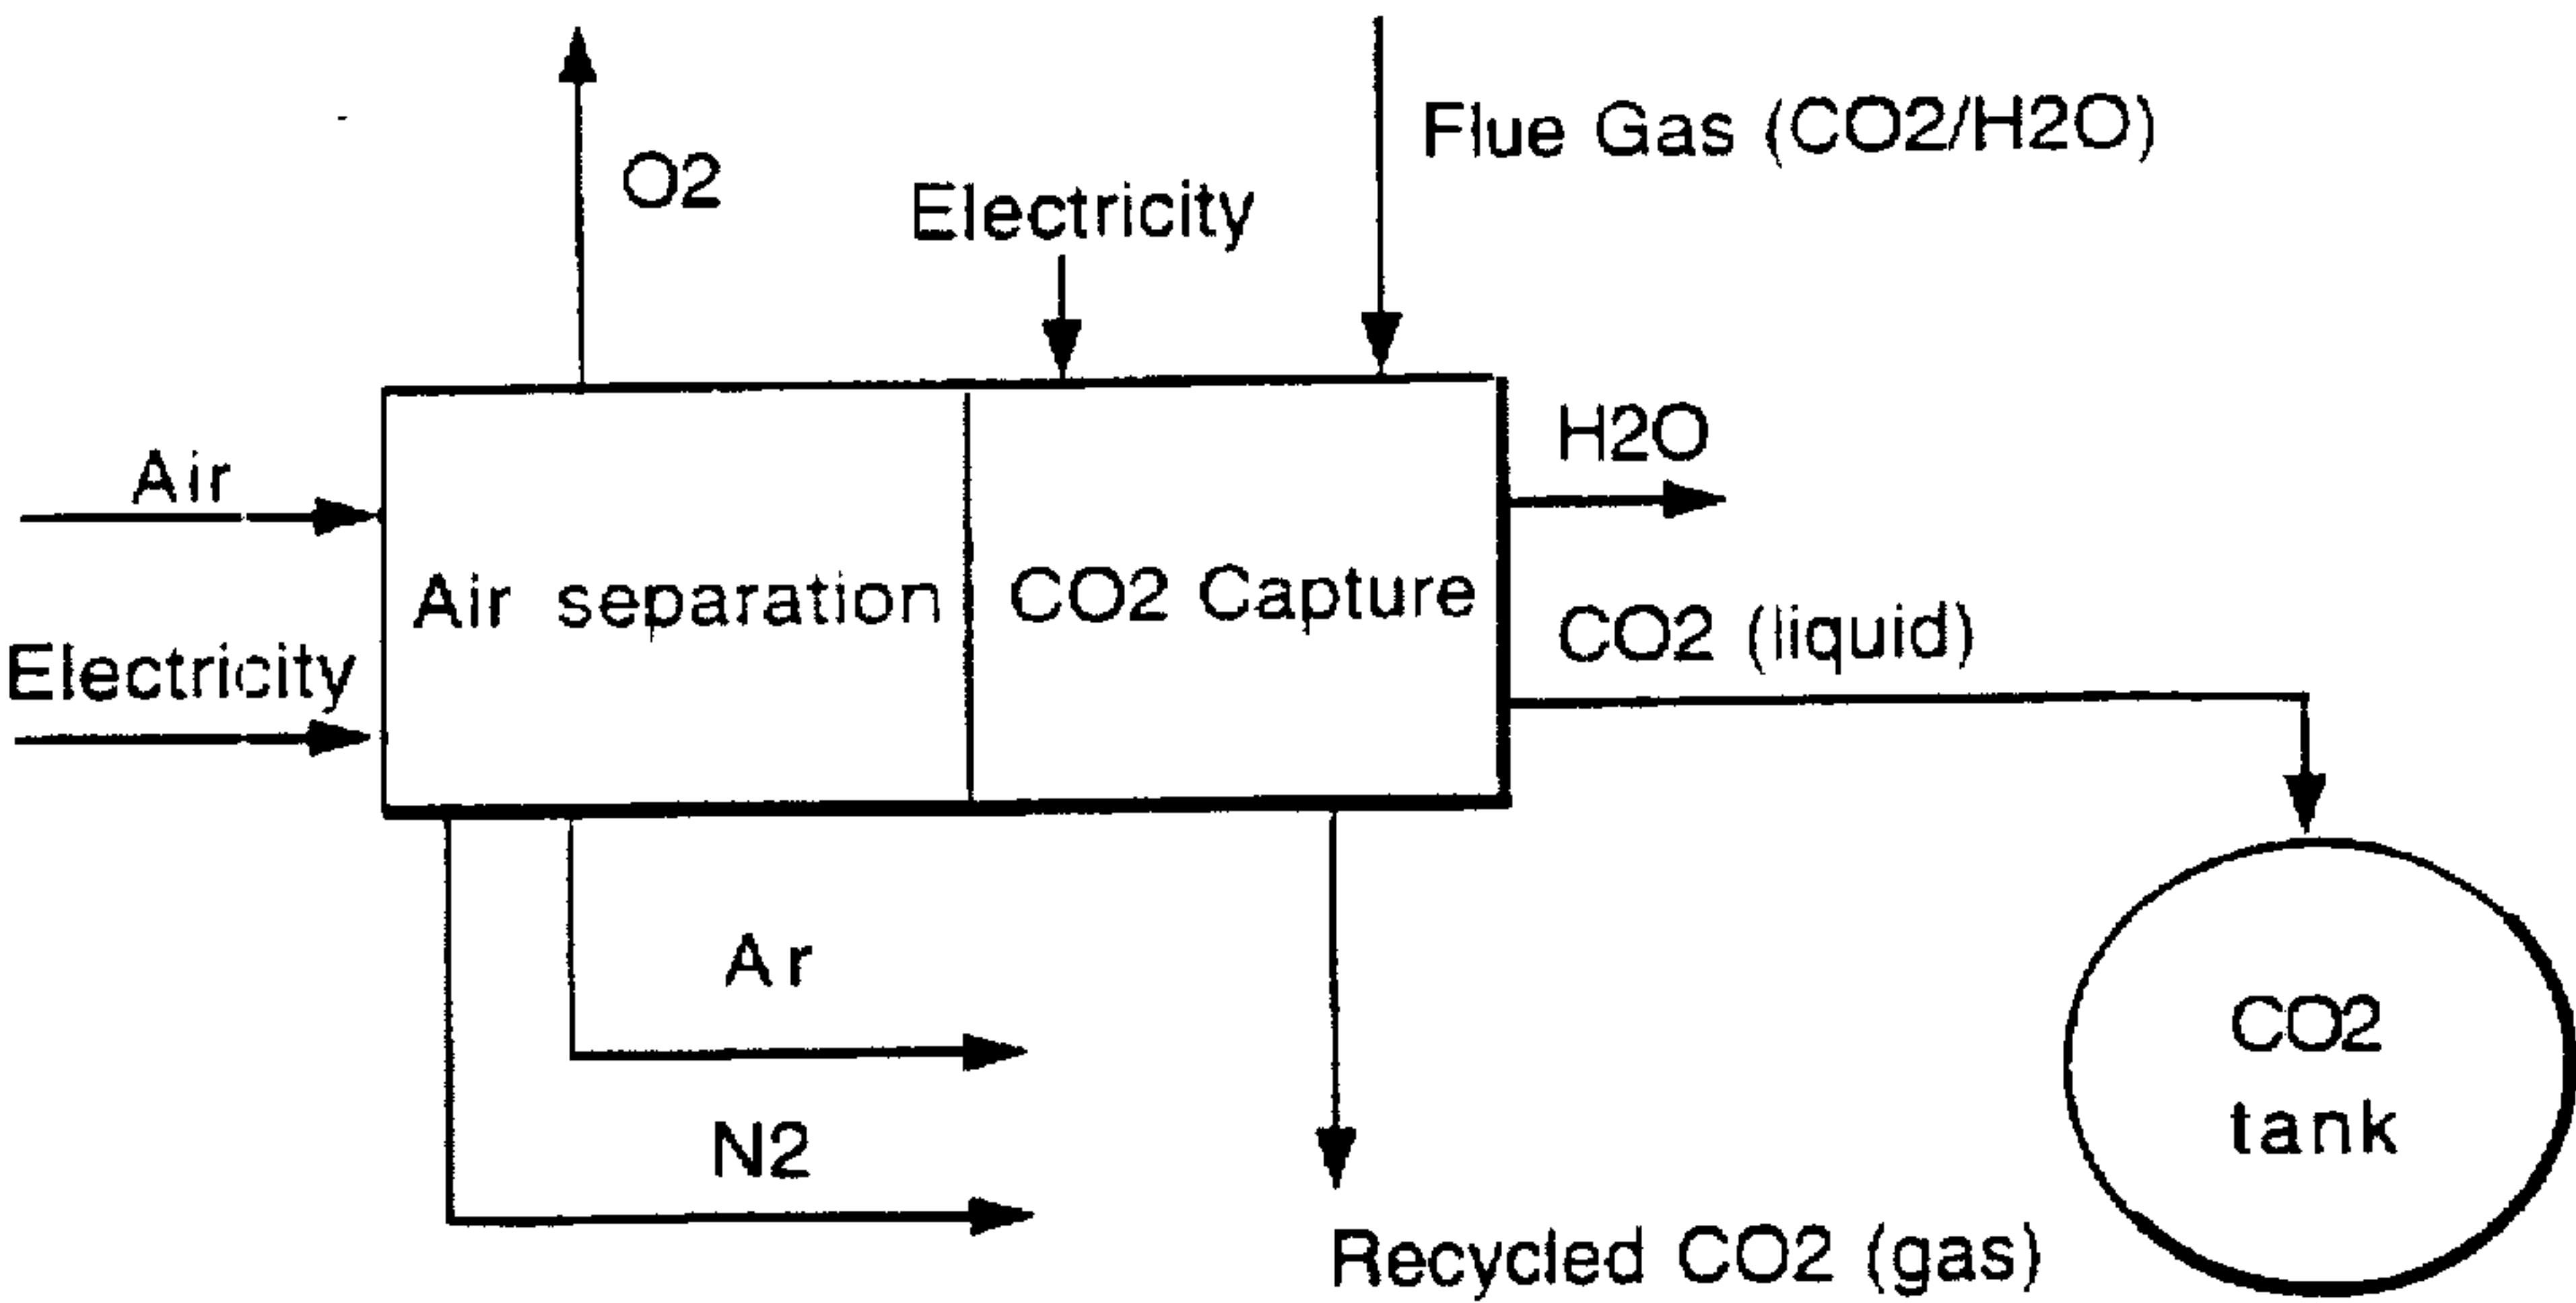 O2
Flue Gas (CO2/H2O)
Electricity
Air
H2O
Air separation
CO2 Capture
CO2 (liquid)
Electricity
Ar
CO2
tank
N2
Recycled CO2 (gas)